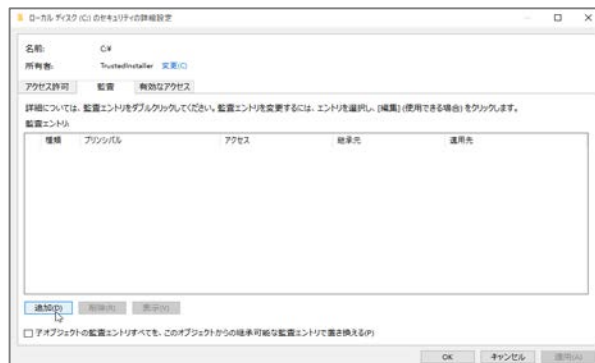 ローカル ディスク (C:) のセキュリティの詳細設定
名前: C:¥
所有者: TrustedInstaller 変更(C)
アクセス許可 監査 有効なアクセス
詳細については、監査エントリをダブルクリックしてください。監査エントリを変更するには、エントリを選択し、[編集] (使用できる場合) をクリックします。
監査エントリ:
種類 プリンシパル アクセス 継承元 適用先
追加(D) 削除(R) 表示(V)
子オブジェクトの監査エントリすべてを、このオブジェクトからの継承可能な監査エントリで置き換える(P)
OK キャンセル 適用(A)